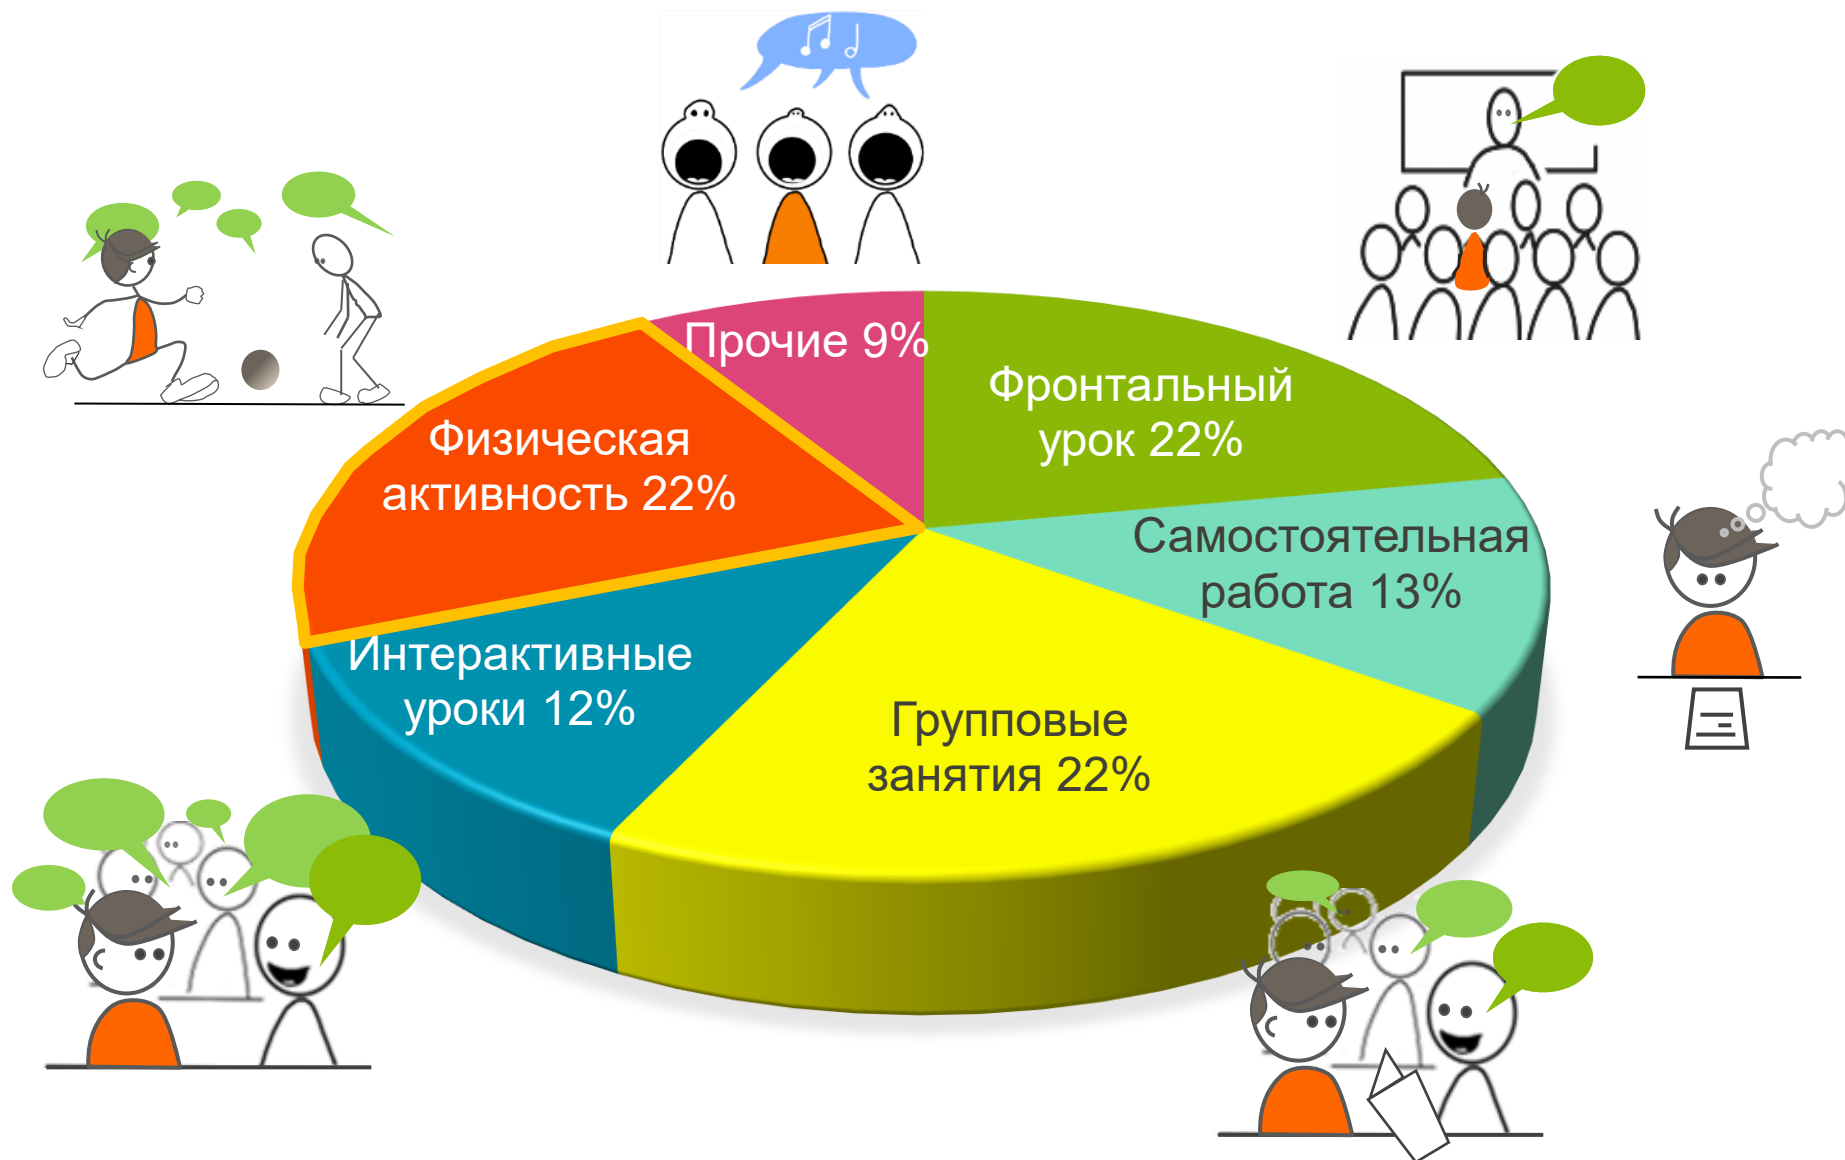 Прочие 9%
Фронтальный
урок 22%
Физическая
активность 22%
Самостоятельная
работа 13%
Интерактивные
уроки 12%
Групповые
занятия 22%